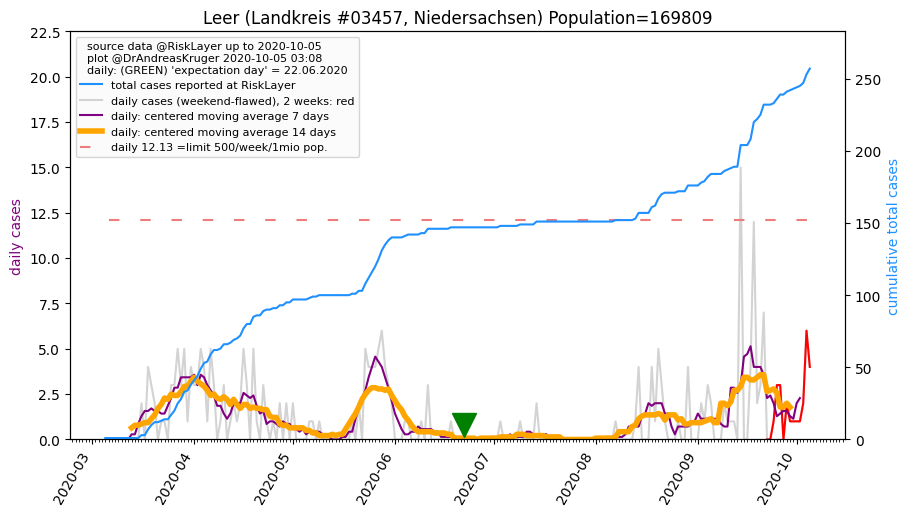 Leer (Landkreis #03457, Niedersachsen) Population=169809
source data @RiskLayer up to 2020-10-05
plot @DrAndreasKruger 2020-10-05 03:08
daily: (GREEN) 'expectation day' = 22.06.2020
total cases reported at RiskLayer
daily cases (weekend-flawed), 2 weeks: red
daily: centered moving average 7 days
daily: centered moving average 14 days
daily 12.13 =limit 500/week/1mio pop.
daily cases
22.5
20.0
17.5
15.0
12.5
10.0
7.5
5.0
2.5
0.0
250
200
150
100
50
0
cumulative total cases
2020-03
2020-04
2020-05
2020-06
2020-07
2020-08
2020-09
2020-10